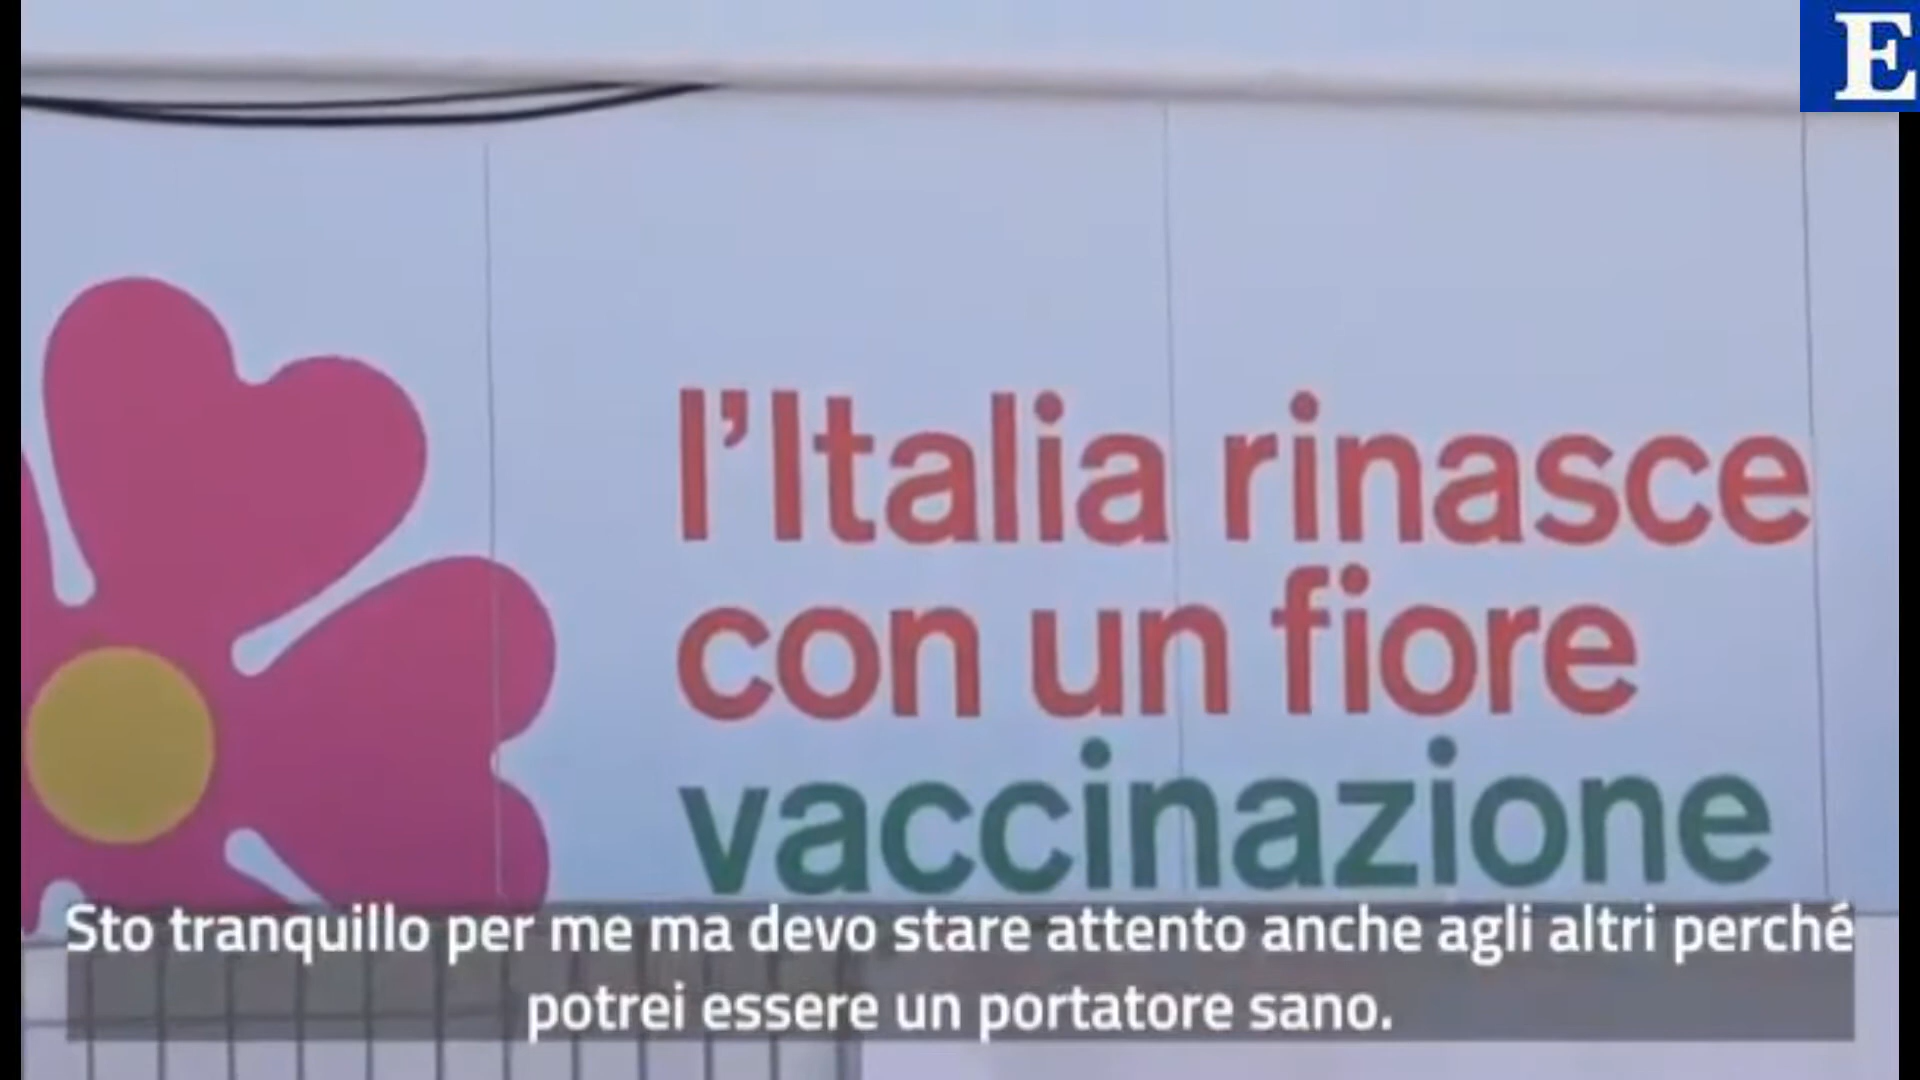 E
l'Italia rinasce
con un fiore
vaccinazione
Sto tranquillo per me ma devo stare attento anche agli altri perché
potrei essere un portatore sano.